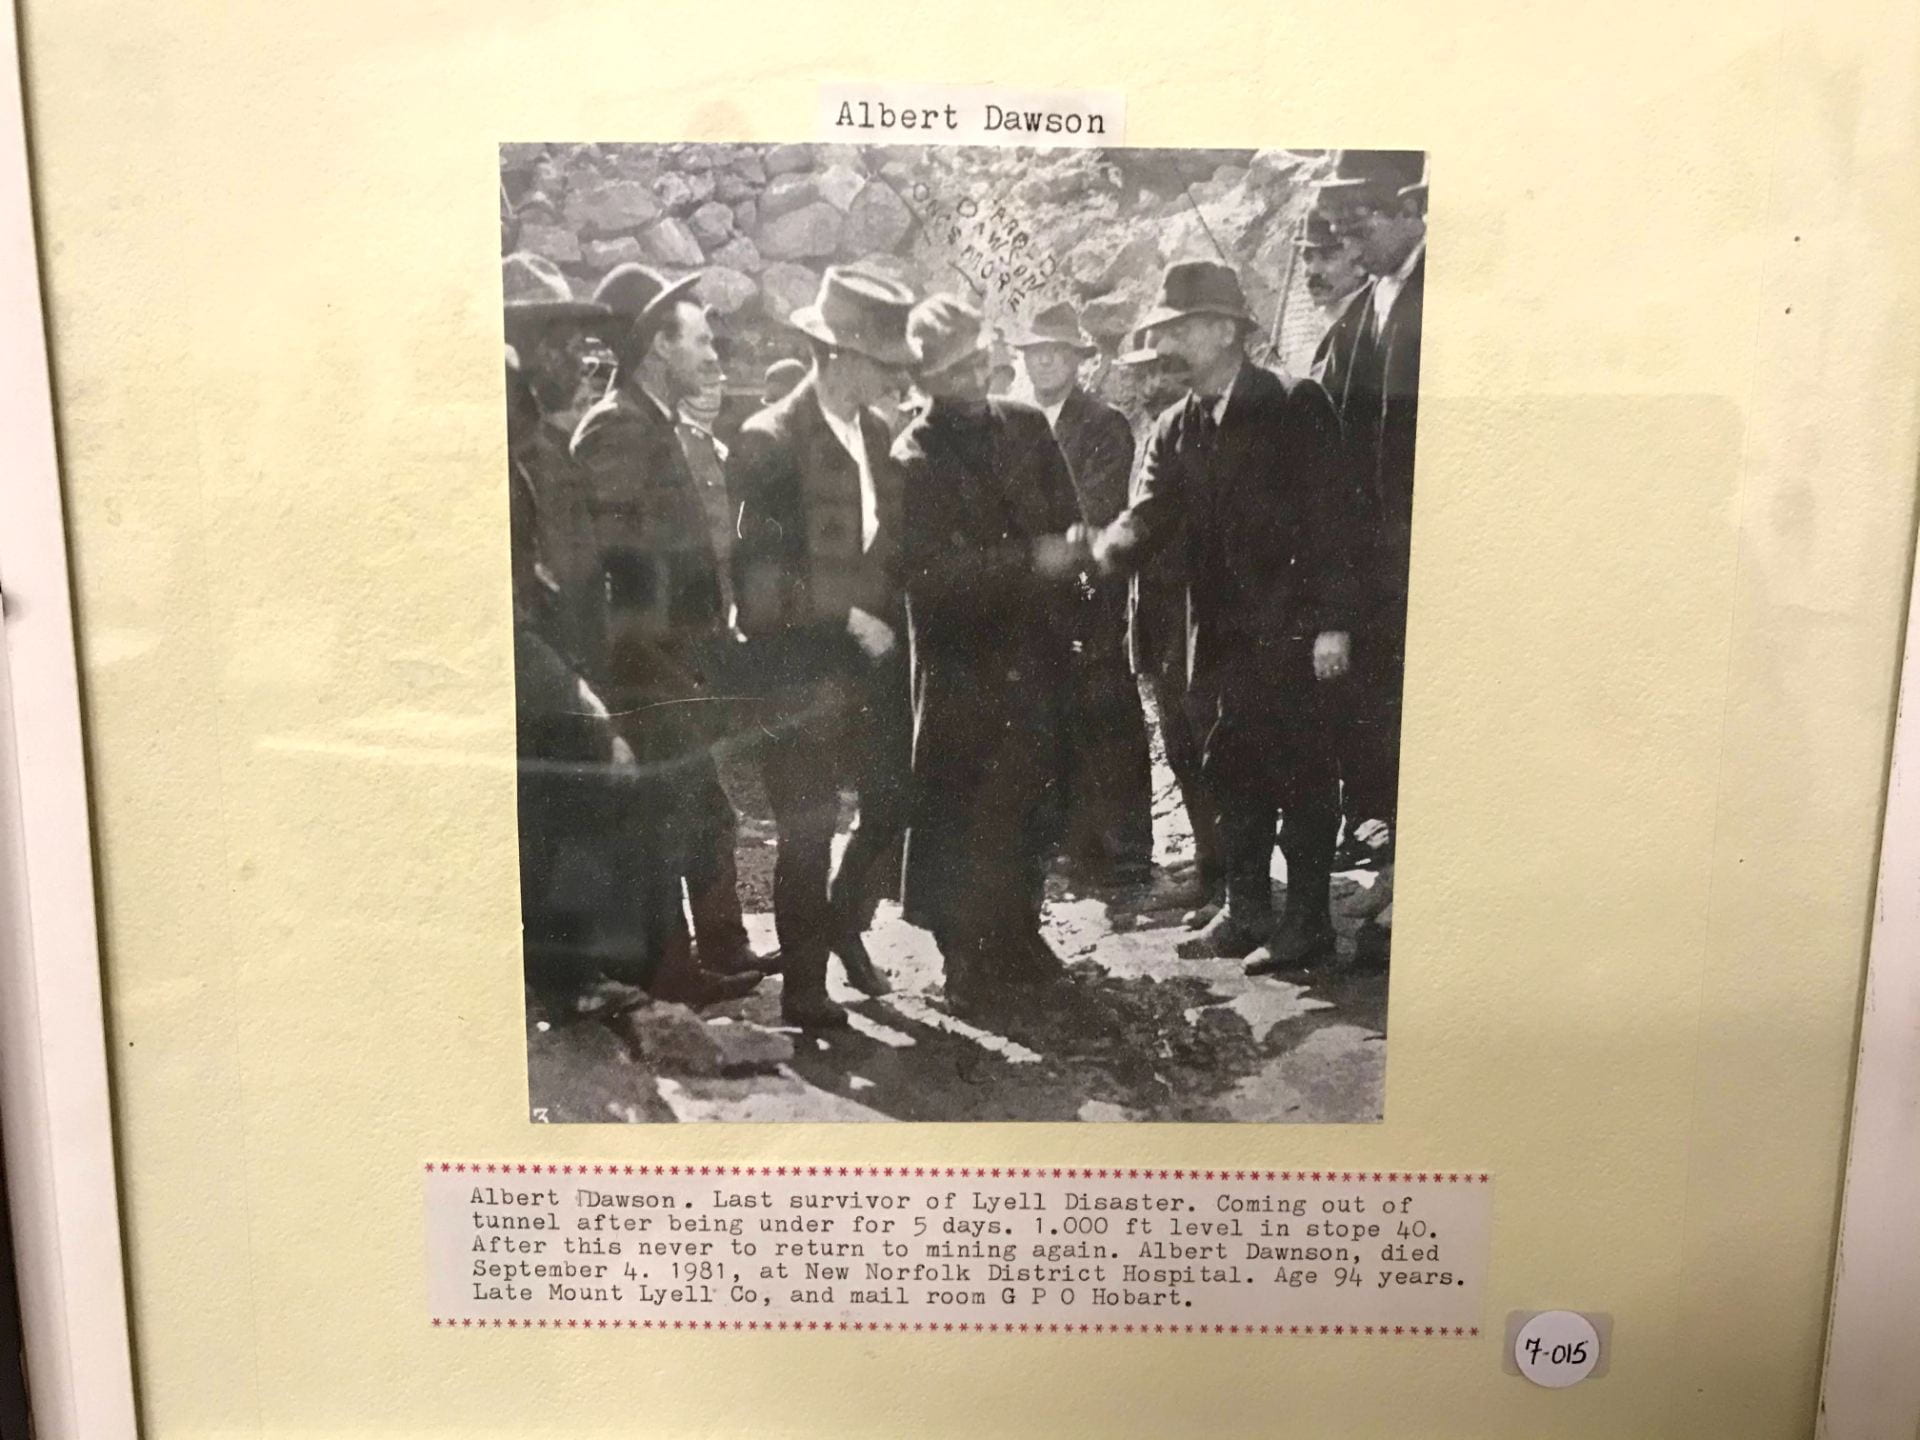 Albert Dawson
DAWSON
3
Albert Dawson. Last survivor of Lyell Disaster. Coming out of
tunnel after being under for 5 days. 1.000 ft level in stope 40.
After this never to return to mining again. Albert Dawnson, died
September 4. 1981, at New Norfolk District Hospital. Age 94 years.
Late Mount Lyell Co, and mail room G P O Hobart.
7-015